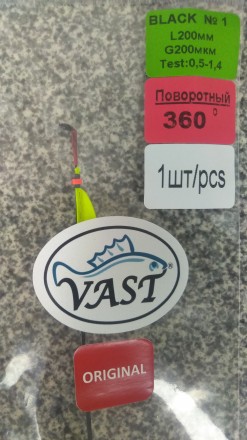 BLACK № 1
L200мм
G200мкм
Test:0,5-1,4
Поворотный
360°
1шт/pcs
VAST®
ORIGINAL